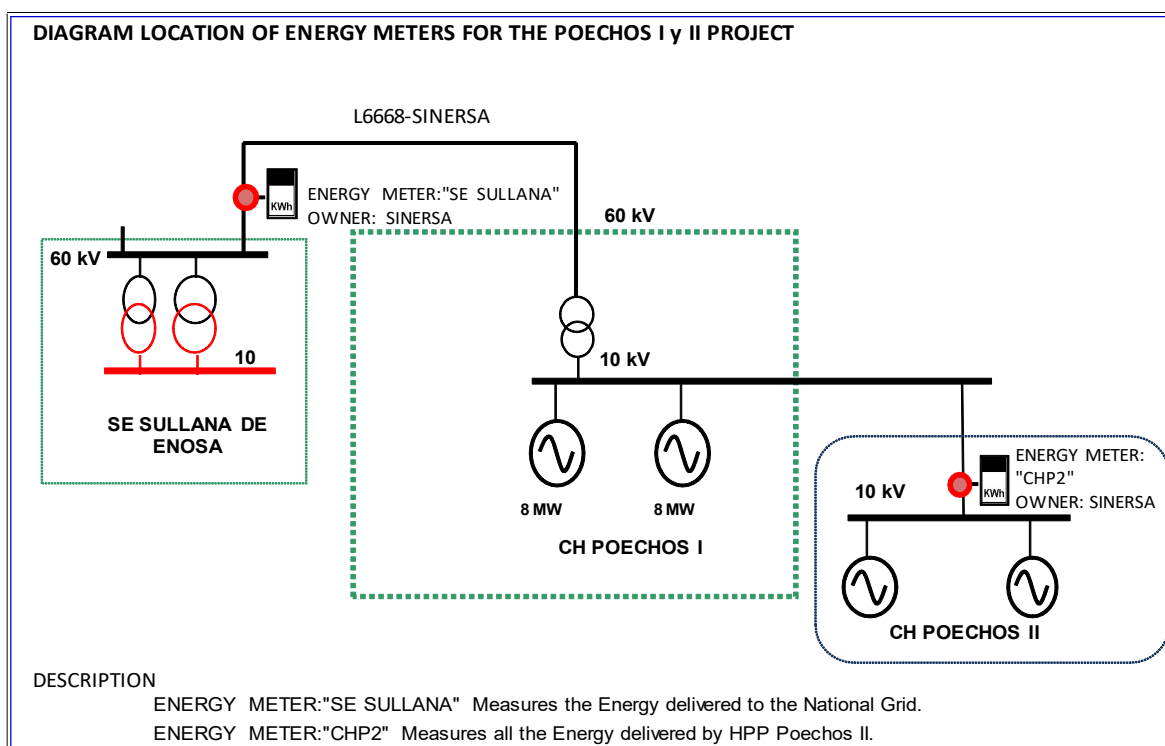 DIAGRAM LOCATION OF ENERGY METERS FOR THE POECHOS I y II PROJECT
L6668-SINERSA
KWh
ENERGY METER:"SE SULLANA"
OWNER: SINERSA
60 kV
60 kV
10
SE SULLANA DE
ENOSA
10 kV
8 MW
8 MW
CH POECHOS I
ENERGY METER:
"CHP2"
OWNER: SINERSA
KWh
10 kV
CH POECHOS II
DESCRIPTION
ENERGY METER:"SE SULLANA" Measures the Energy delivered to the National Grid.
ENERGY METER:"CHP2" Measures all the Energy delivered by HPP Poechos II.